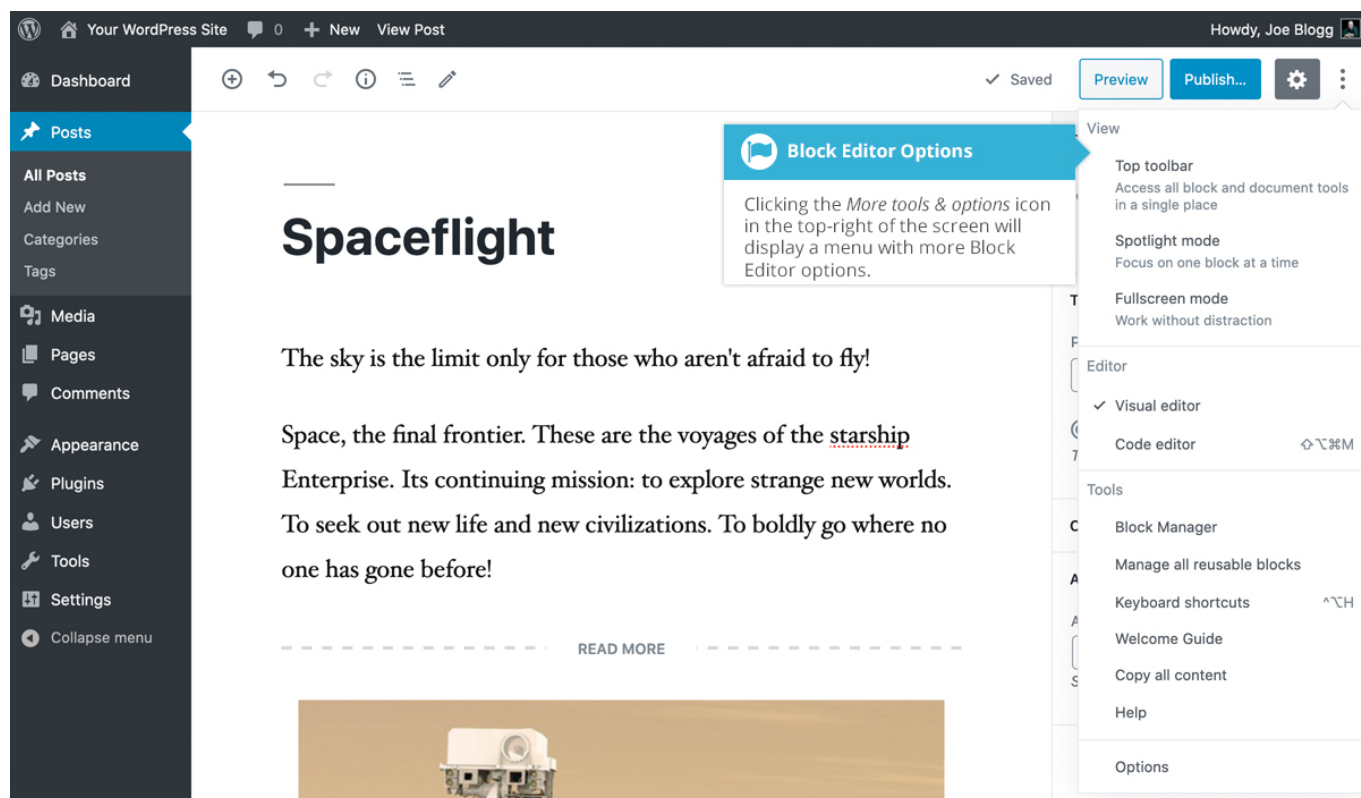 Your WordPress Site 0 New View Post Howdy, Joe Blogg
Dashboard
Posts
All Posts
Add New
Categories
Tags
Media
Pages
Comments
Appearance
Plugins
Users
Tools
Settings
Collapse menu
Saved Preview Publish...
Spaceflight
The sky is the limit only for those who aren't afraid to fly!
Space, the final frontier. These are the voyages of the starship
Enterprise. Its continuing mission: to explore strange new worlds.
To seek out new life and new civilizations. To boldly go where no
one has gone before!
READ MORE
Block Editor Options
Clicking the More tools & options icon
in the top-right of the screen will
display a menu with more Block
Editor options.
View
Top toolbar
Access all block and document tools
in a single place
Spotlight mode
Focus on one block at a time
Fullscreen mode
Work without distraction
Editor
Visual editor
Code editor ⇧⌥⌘M
Tools
Block Manager
Manage all reusable blocks
Keyboard shortcuts ^⌥H
Welcome Guide
Copy all content
Help
Options